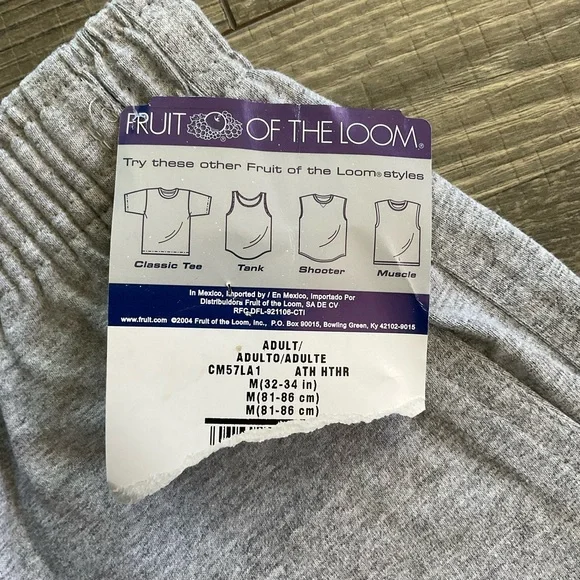 FRUIT OF THE LOOM®
Try these other Fruit of the Loom® styles
Classic Tee Tank Shooter Muscle
In Mexico, Imported by / En Mexico, Importado Por
Distribuidora Fruit of the Loom, SA DE CV
RFC DFL-921106-CT1
www.fruit.com ©2004 Fruit of the Loom, Inc., P.O. Box 90015, Bowling Green, Ky 42102-9015
ADULT/
ADULTO/ADULTE
CM57LA1 ATH HTHR
M(32-34 in)
M(81-86 cm)
M(81-86 cm)